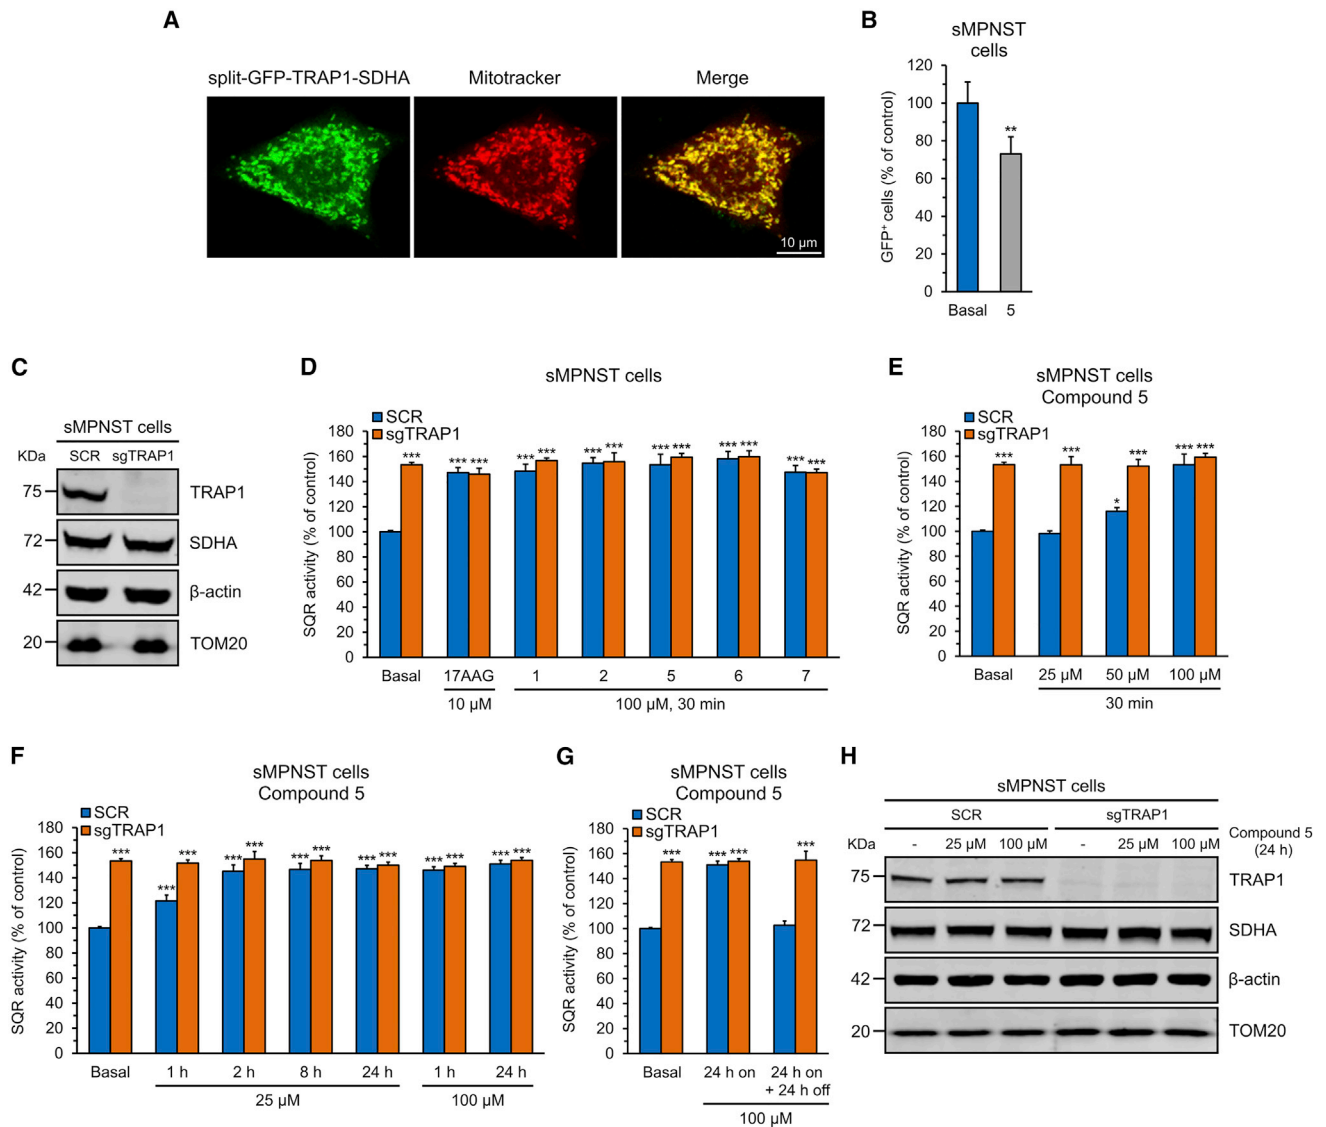 A
split-GFP-TRAP1-SDHA
Mitotracker
Merge
10 µm
B
sMPNST
cells
GFP⁺ cells (% of control)
120
100
80
60
40
20
0
**
Basal
5
C
sMPNST cells
KDa
SCR
sgTRAP1
75
TRAP1
72
SDHA
42
β-actin
20
TOM20
D
sMPNST cells
SCR
sgTRAP1
SQR activity (% of control)
180
160
140
120
100
80
60
40
20
0
***
*** ***
*** ***
*** ***
*** ***
*** ***
*** ***
Basal
17AAG
1
2
5
6
7
10 µM
100 µM, 30 min
E
sMPNST cells
Compound 5
SCR
sgTRAP1
SQR activity (% of control)
180
160
140
120
100
80
60
40
20
0
***
***
* ***
*** ***
Basal
25 µM
50 µM
100 µM
30 min
F
sMPNST cells
Compound 5
SCR
sgTRAP1
SQR activity (% of control)
180
160
140
120
100
80
60
40
20
0
***
*** ***
*** ***
*** ***
*** ***
*** ***
*** ***
Basal
1 h
2 h
8 h
24 h
1 h
24 h
25 µM
100 µM
G
sMPNST cells
Compound 5
SCR
sgTRAP1
SQR activity (% of control)
180
160
140
120
100
80
60
40
20
0
***
*** ***
***
Basal
24 h on
24 h on
+ 24 h off
100 µM
H
sMPNST cells
SCR
sgTRAP1
KDa
-
25 µM
100 µM
-
25 µM
100 µM
Compound 5
(24 h)
75
TRAP1
72
SDHA
42
β-actin
20
TOM20